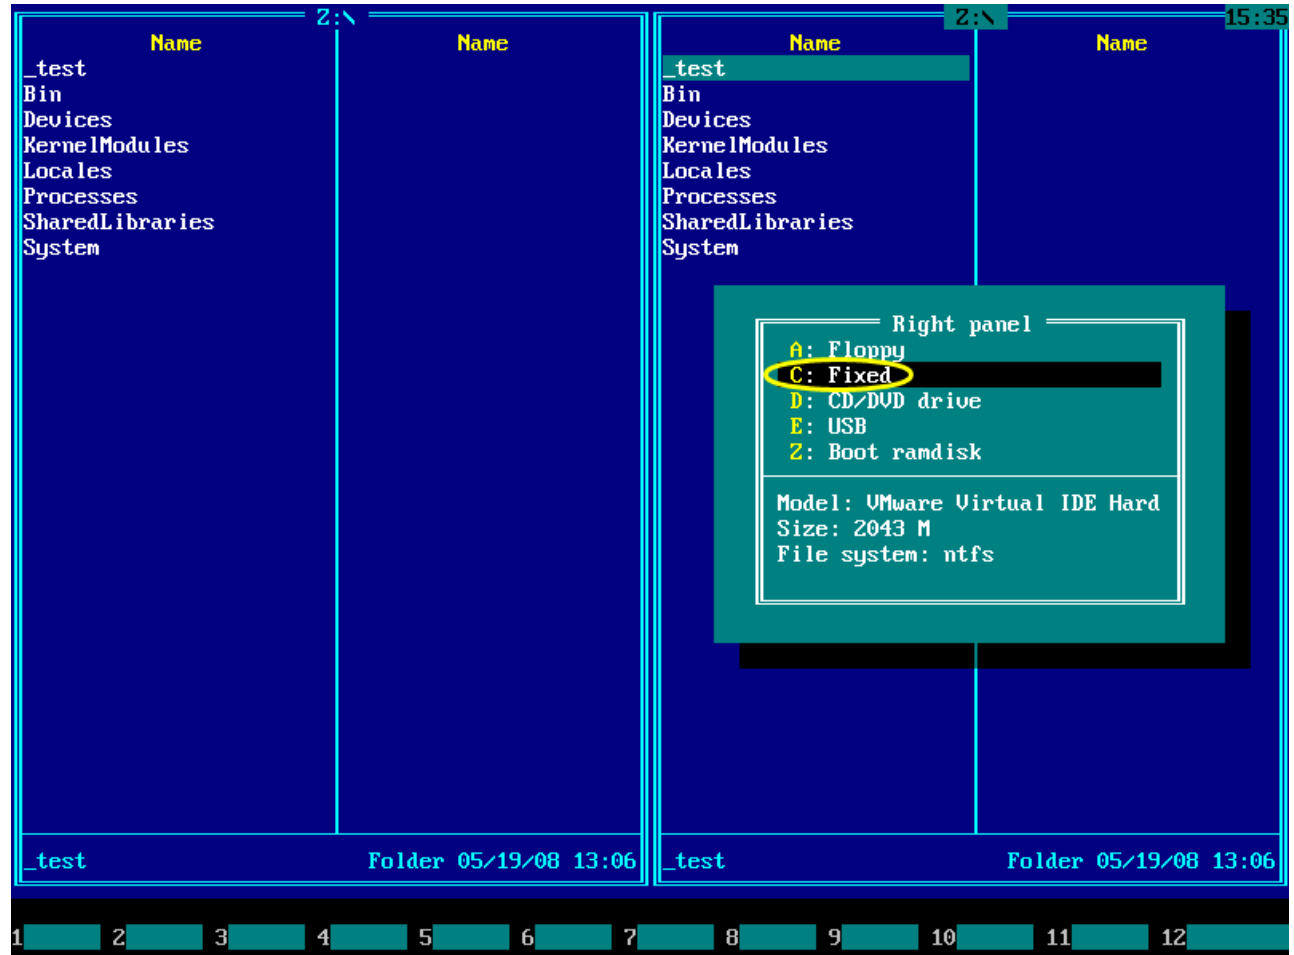 Z:\
Name Name
_test
Bin
Devices
KernelModules
Locales
Processes
SharedLibraries
System
_test Folder 05/19/08 13:06
Z:\ 15:35
Name Name
_test
Bin
Devices
KernelModules
Locales
Processes
SharedLibraries
System
Right panel
A: Floppy
C: Fixed
D: CD/DVD drive
E: USB
Z: Boot ramdisk
Model: VMware Virtual IDE Hard
Size: 2043 M
File system: ntfs
_test Folder 05/19/08 13:06
1 2 3 4 5 6 7 8 9 10 11 12